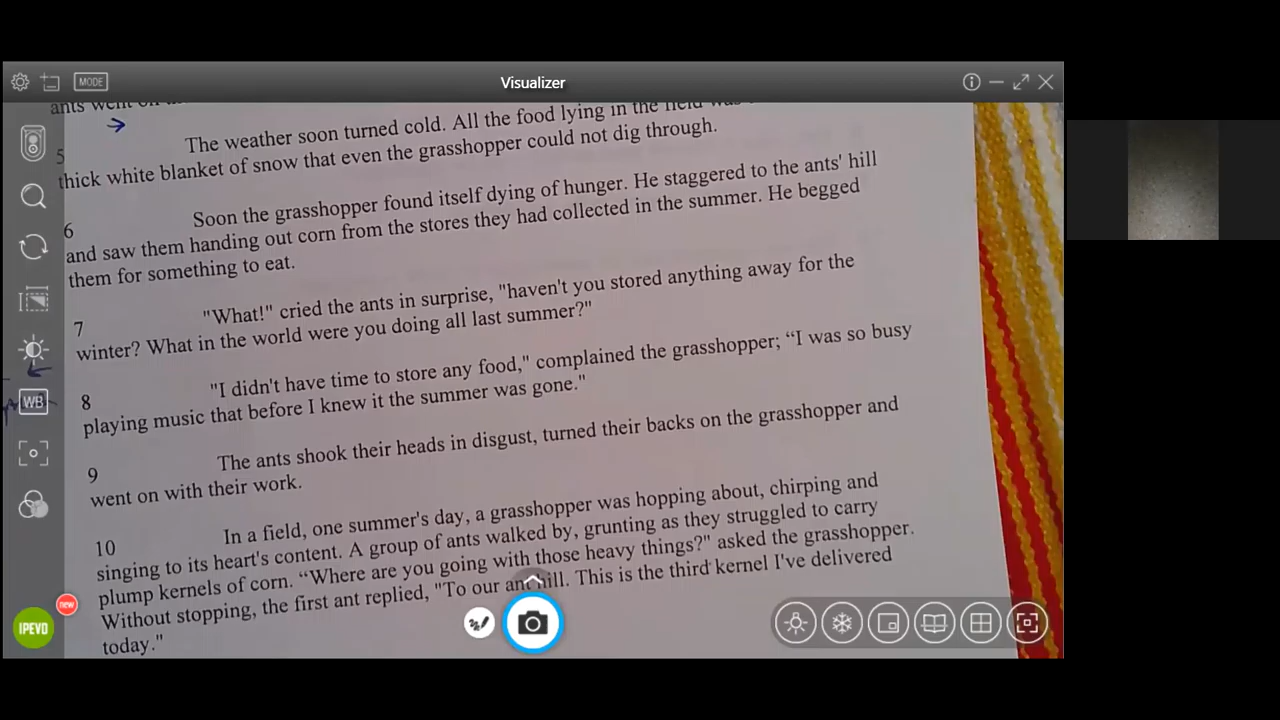 MODE
Visualizer
ants went on
The weather soon turned cold. All the food lying in the field was
5
thick white blanket of snow that even the grasshopper could not dig through.
Soon the grasshopper found itself dying of hunger. He staggered to the ants' hill
6
and saw them handing out corn from the stores they had collected in the summer. He begged
them for something to eat.
"What!" cried the ants in surprise, "haven't you stored anything away for the
7
winter? What in the world were you doing all last summer?"
"I didn't have time to store any food," complained the grasshopper; “I was so busy
8
playing music that before I knew it the summer was gone."
The ants shook their heads in disgust, turned their backs on the grasshopper and
9
went on with their work.
In a field, one summer's day, a grasshopper was hopping about, chirping and
10
singing to its heart's content. A group of ants walked by, grunting as they struggled to carry
plump kernels of corn. “Where are you going with those heavy things?" asked the grasshopper.
Without stopping, the first ant replied, "To our ant hill. This is the third kernel I've delivered
today."
WB
new
IPEVO